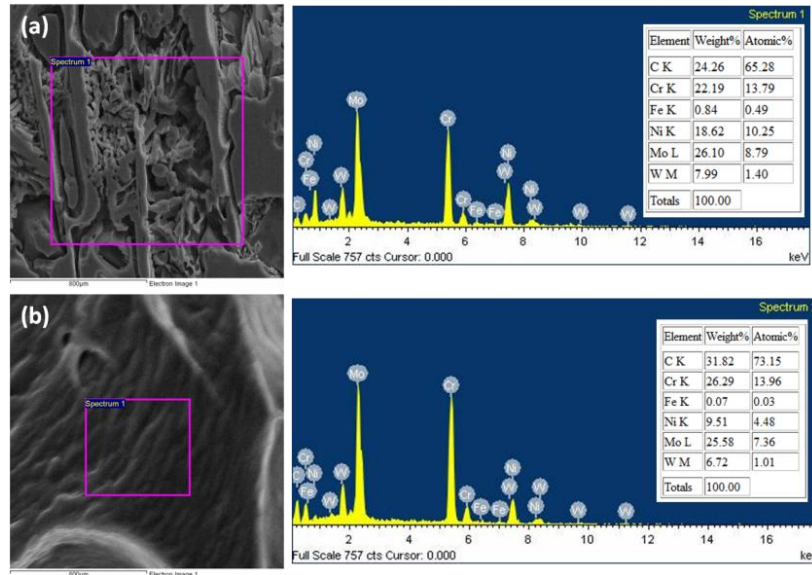 (a)
Spectrum 1
800µm
Electron Image 1
Spectrum 1
Element Weight% Atomic%
C K 24.26 65.28
Cr K 22.19 13.79
Fe K 0.84 0.49
Ni K 18.62 10.25
Mo L 26.10 8.79
W M 7.99 1.40
Totals 100.00
Mo
Cr
Ni
Cr
Fe
C
W
W
Cr
Fe
Fe
Ni
W
Ni
W
W
W
2 4 6 8 10 12 14 16
Full Scale 757 cts Cursor: 0.000
keV
(b)
Spectrum 1
800µm
Electron Image 1
Spectrum
Element Weight% Atomic%
C K 31.82 73.15
Cr K 26.29 13.96
Fe K 0.07 0.03
Ni K 9.51 4.48
Mo L 25.58 7.36
W M 6.72 1.01
Totals 100.00
Mo
Cr
Cr
C
Ni
Fe
W
W
Cr
Fe
Fe
Ni
W
W
Ni
W
W
2 4 6 8 10 12 14 16
Full Scale 757 cts Cursor: 0.000
ke